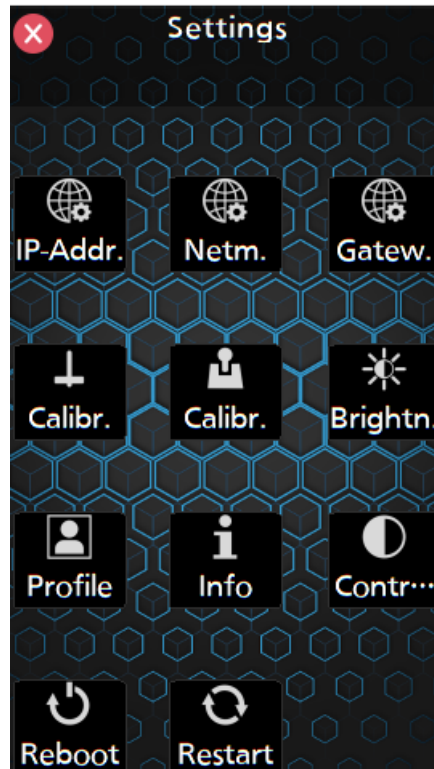 Settings
IP-Addr. Netm. Gatew.
Calibr. Calibr. Brightn.
Profile Info Contr···
Reboot Restart